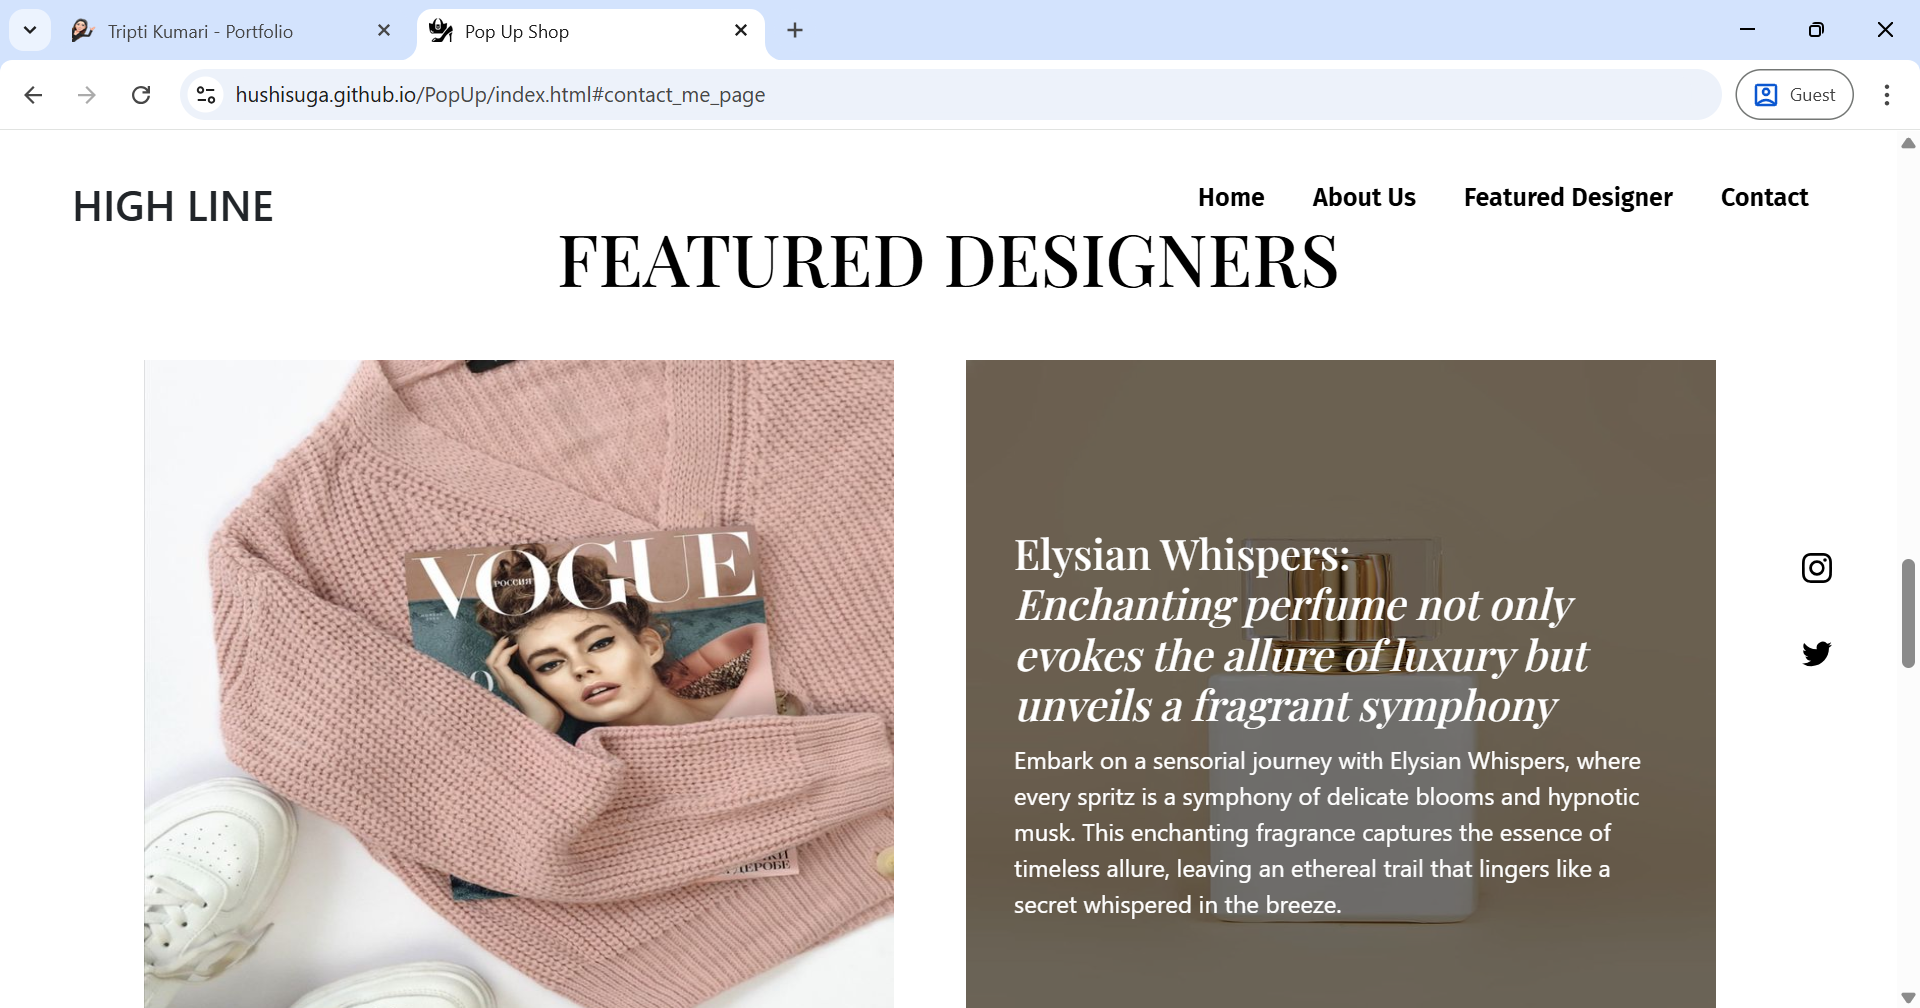 Tripti Kumari - Portfolio
Pop Up Shop
hushisuga.github.io/PopUp/index.html#contact_me_page
Guest
HIGH LINE
Home
About Us
Featured Designer
Contact
FEATURED DESIGNERS
VOGUE
РОССИЯ
ДЕРОБЕ
Elysian Whispers:
Enchanting perfume not only
evokes the allure of luxury but
unveils a fragrant symphony
Embark on a sensorial journey with Elysian Whispers, where
every spritz is a symphony of delicate blooms and hypnotic
musk. This enchanting fragrance captures the essence of
timeless allure, leaving an ethereal trail that lingers like a
secret whispered in the breeze.